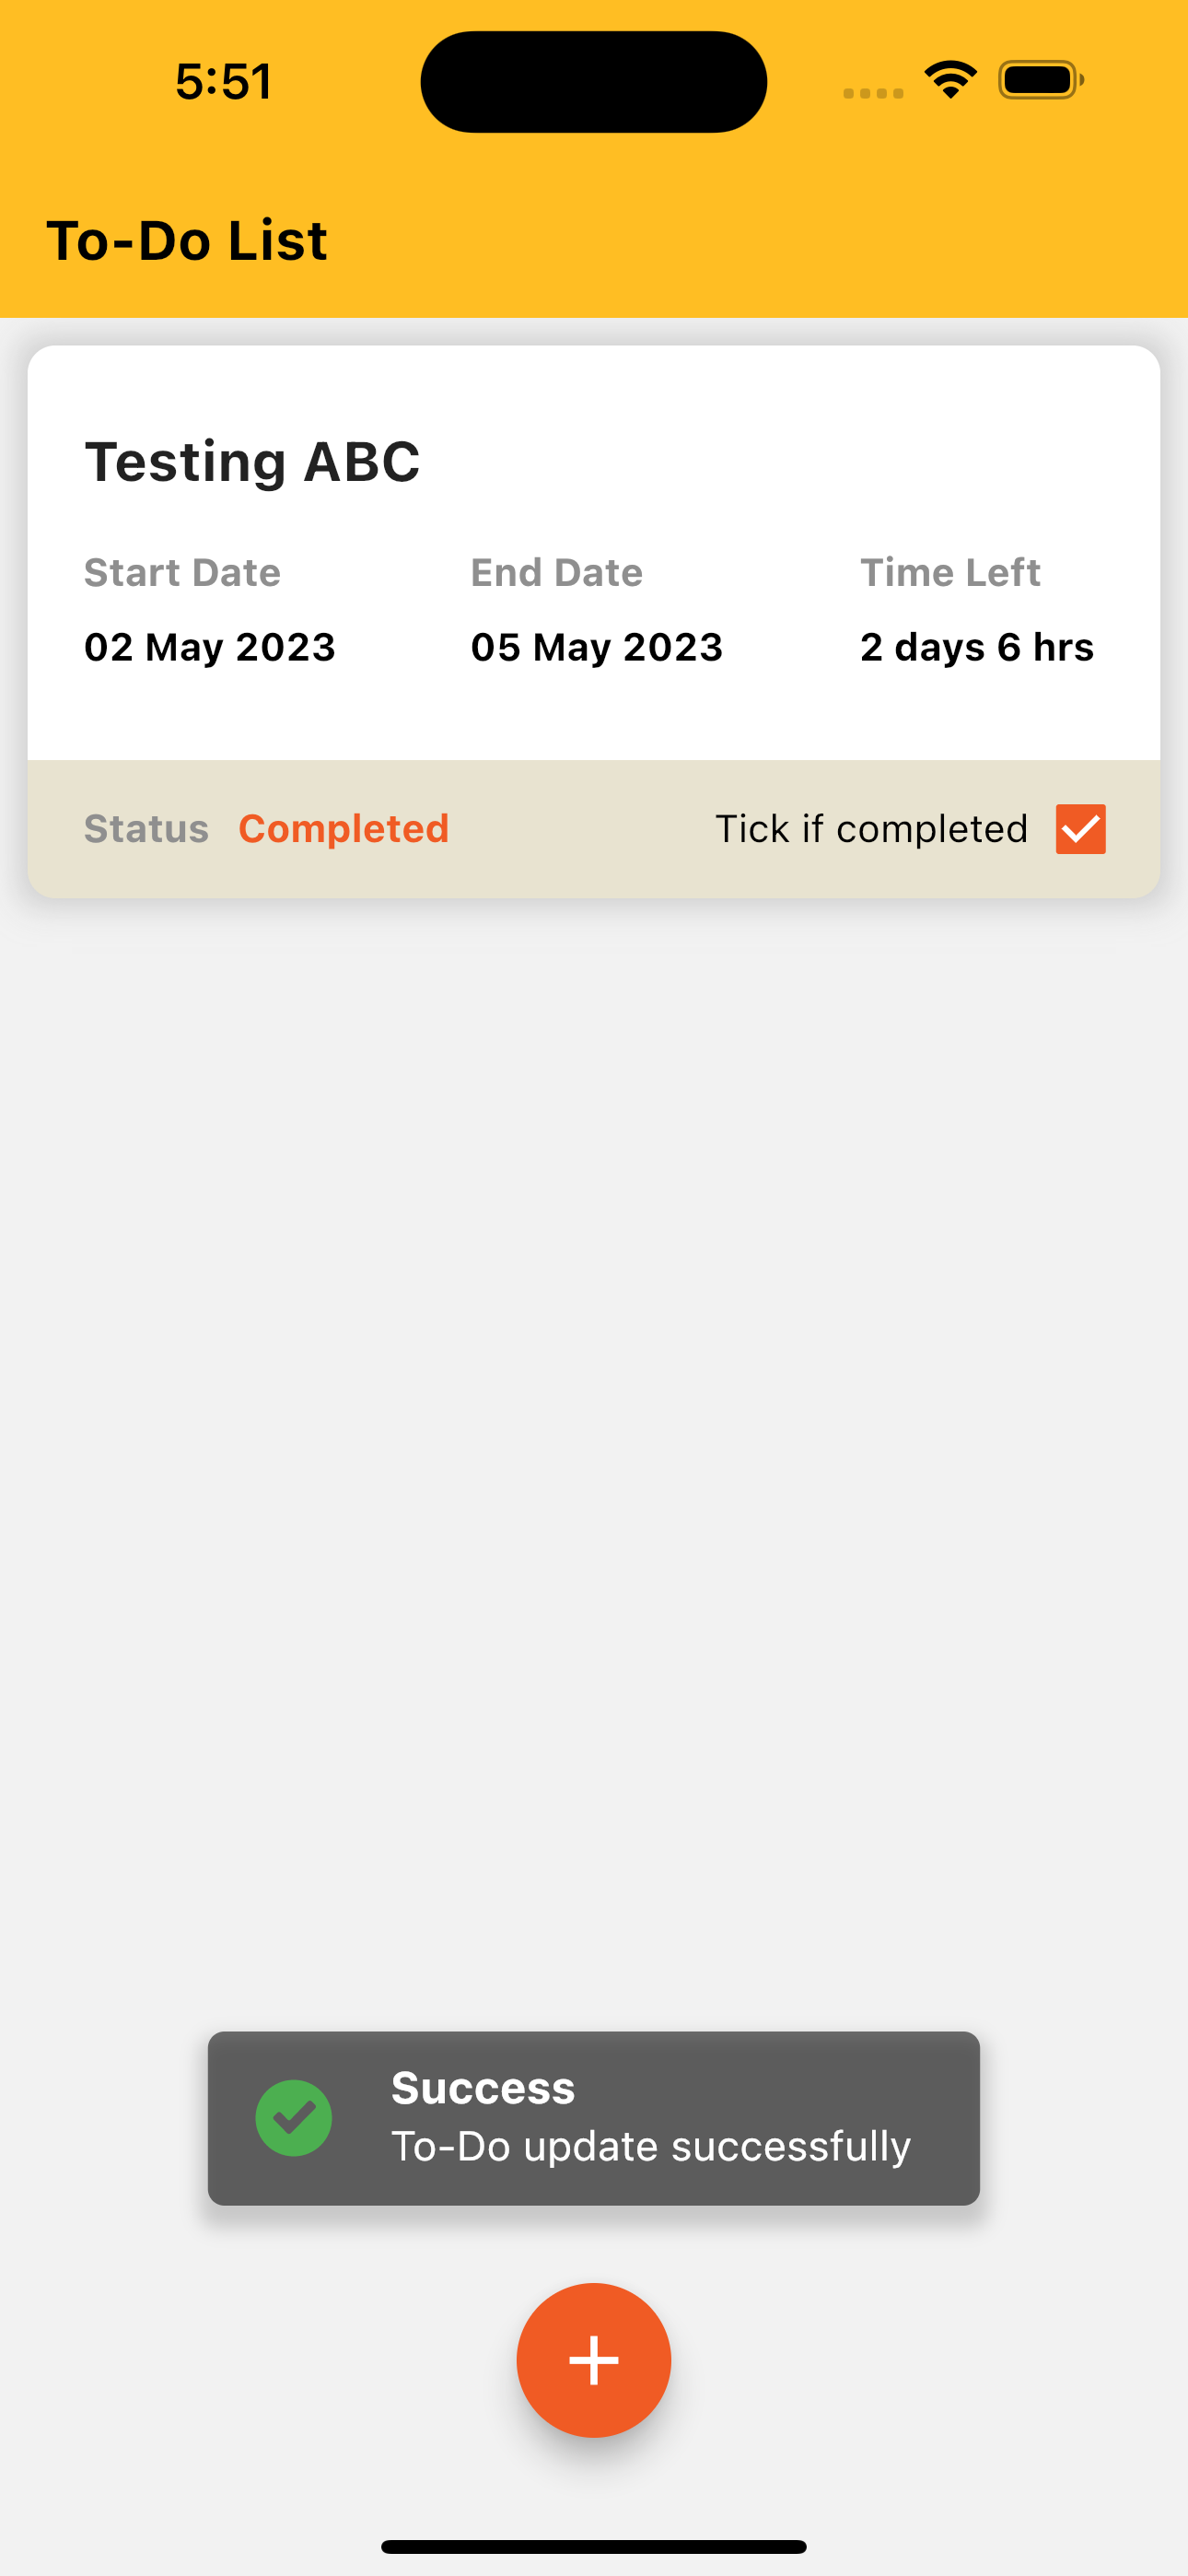 5:51
To-Do List
Testing ABC
Start Date End Date Time Left
02 May 2023 05 May 2023 2 days 6 hrs
Status Completed Tick if completed
Success
To-Do update successfully